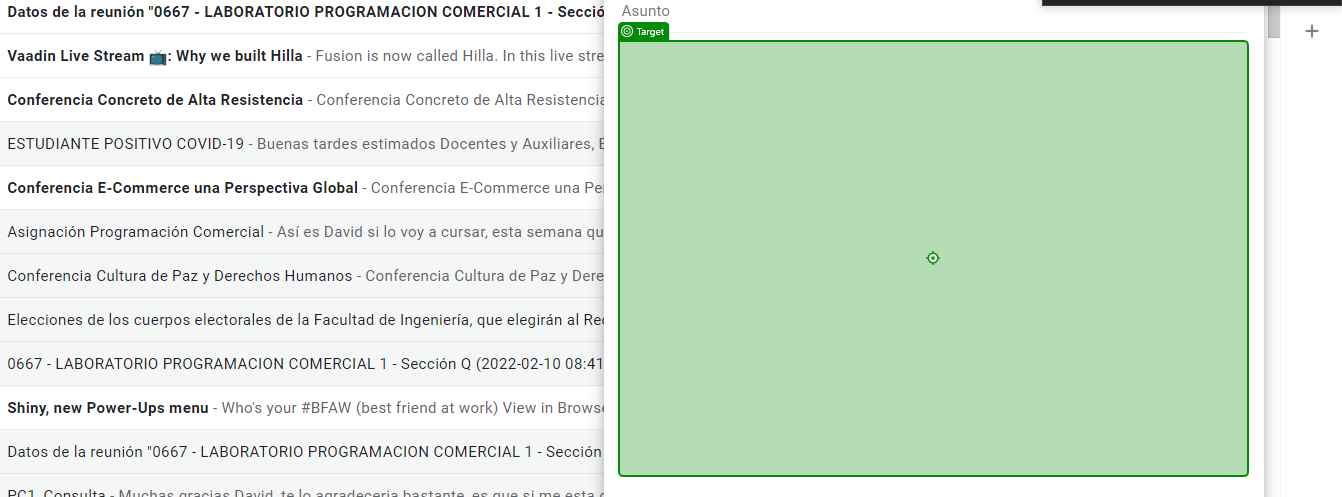 Datos de la reunión "0667 - LABORATORIO PROGRAMACION COMERCIAL 1 - Secció
Vaadin Live Stream 📺: Why we built Hilla - Fusion is now called Hilla. In this live stre
Conferencia Concreto de Alta Resistencia - Conferencia Concreto de Alta Resistencia
ESTUDIANTE POSITIVO COVID-19 - Buenas tardes estimados Docentes y Auxiliares, E
Conferencia E-Commerce una Perspectiva Global - Conferencia E-Commerce una Pe
Asignación Programación Comercial - Así es David si lo voy a cursar, esta semana qu
Conferencia Cultura de Paz y Derechos Humanos - Conferencia Cultura de Paz y Dere
Elecciones de los cuerpos electorales de la Facultad de Ingeniería, que elegirán al Re
0667 - LABORATORIO PROGRAMACION COMERCIAL 1 - Sección Q (2022-02-10 08:41
Shiny, new Power-Ups menu - Who's your #BFAW (best friend at work) View in Brows
Datos de la reunión "0667 - LABORATORIO PROGRAMACION COMERCIAL 1 - Sección
PC1, Consulta - Muchas gracias David, te lo agradeceria bastante, es que si me esta
Asunto
Target